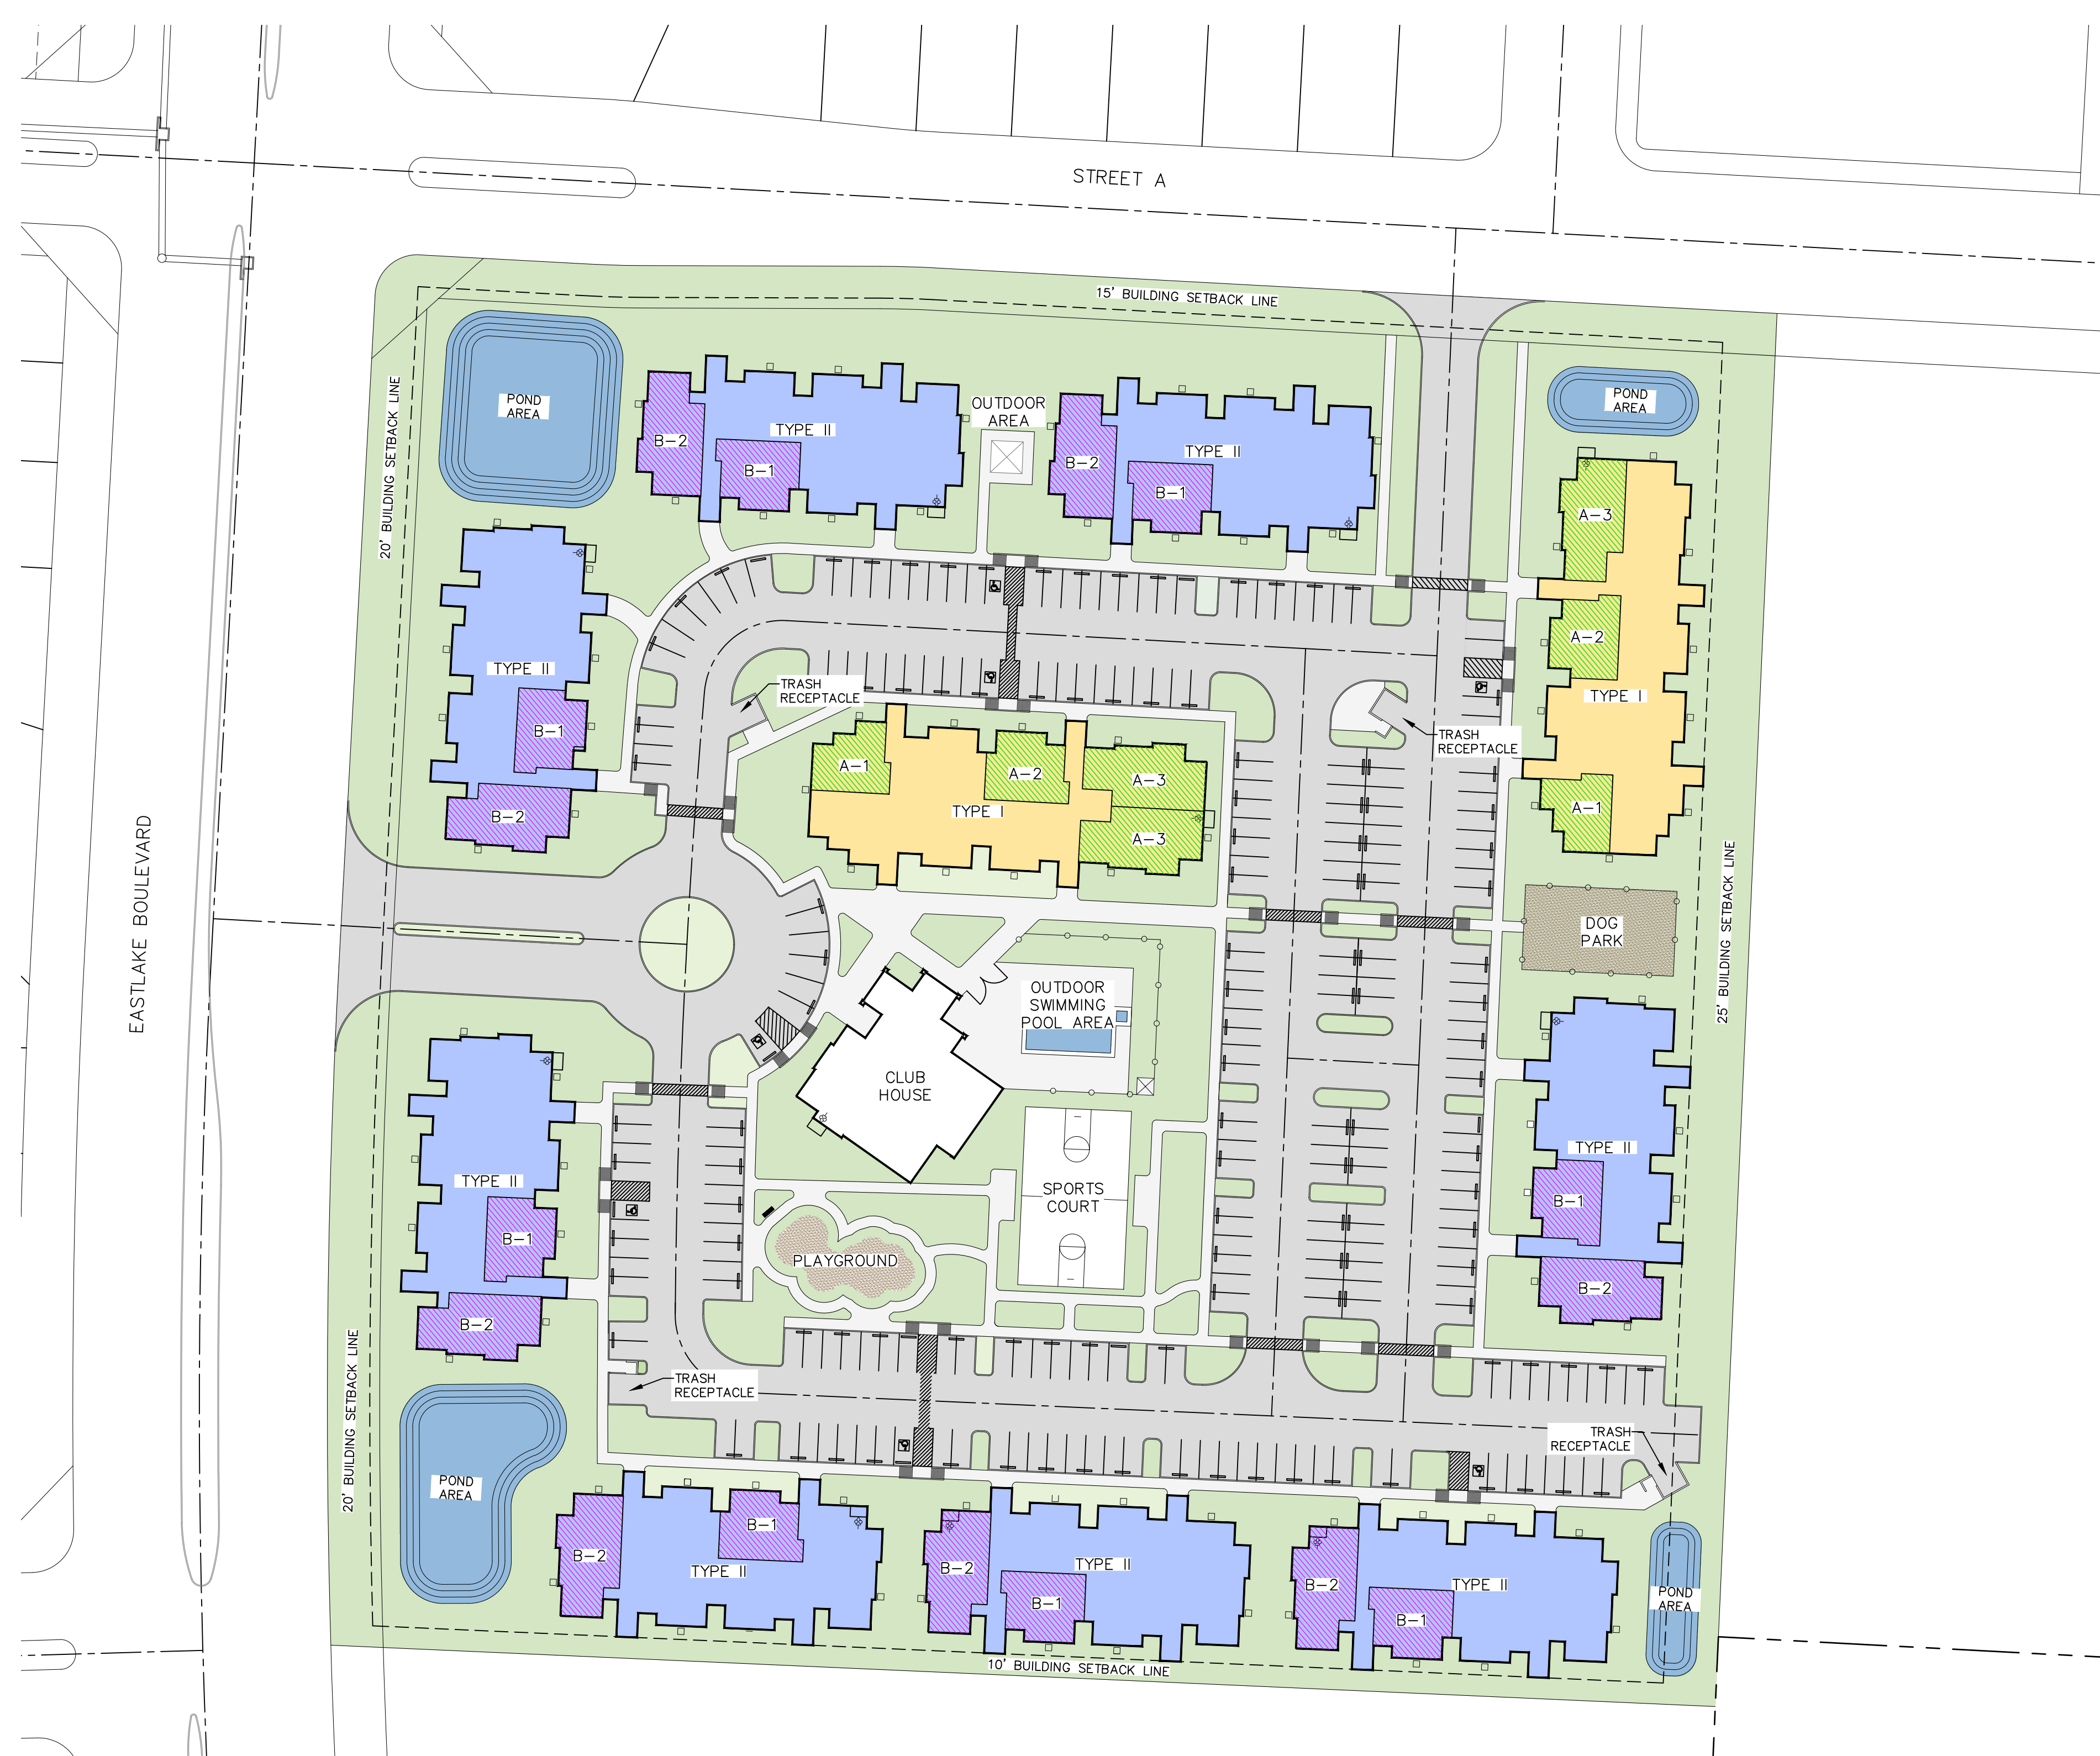 STREET A
15' BUILDING SETBACK LINE
20' BUILDING SETBACK LINE
POND
AREA
B-2
TYPE II
B-1
OUTDOOR
AREA
B-2
TYPE II
B-1
POND
AREA
A-3
A-2
TYPE I
A-1
TYPE II
B-1
B-2
TRASH
RECEPTACLE
TRASH
RECEPTACLE
A-1
A-2
A-3
TYPE I
A-3
EASTLAKE BOULEVARD
25' BUILDING SETBACK LINE
DOG
PARK
OUTDOOR
SWIMMING
POOL AREA
CLUB
HOUSE
SPORTS
COURT
PLAYGROUND
TYPE II
B-1
B-2
TYPE II
B-1
B-2
20' BUILDING SETBACK LINE
TRASH
RECEPTACLE
TRASH
RECEPTACLE
POND
AREA
B-2
B-1
TYPE II
B-2
TYPE II
B-1
B-2
TYPE II
B-1
POND
AREA
10' BUILDING SETBACK LINE